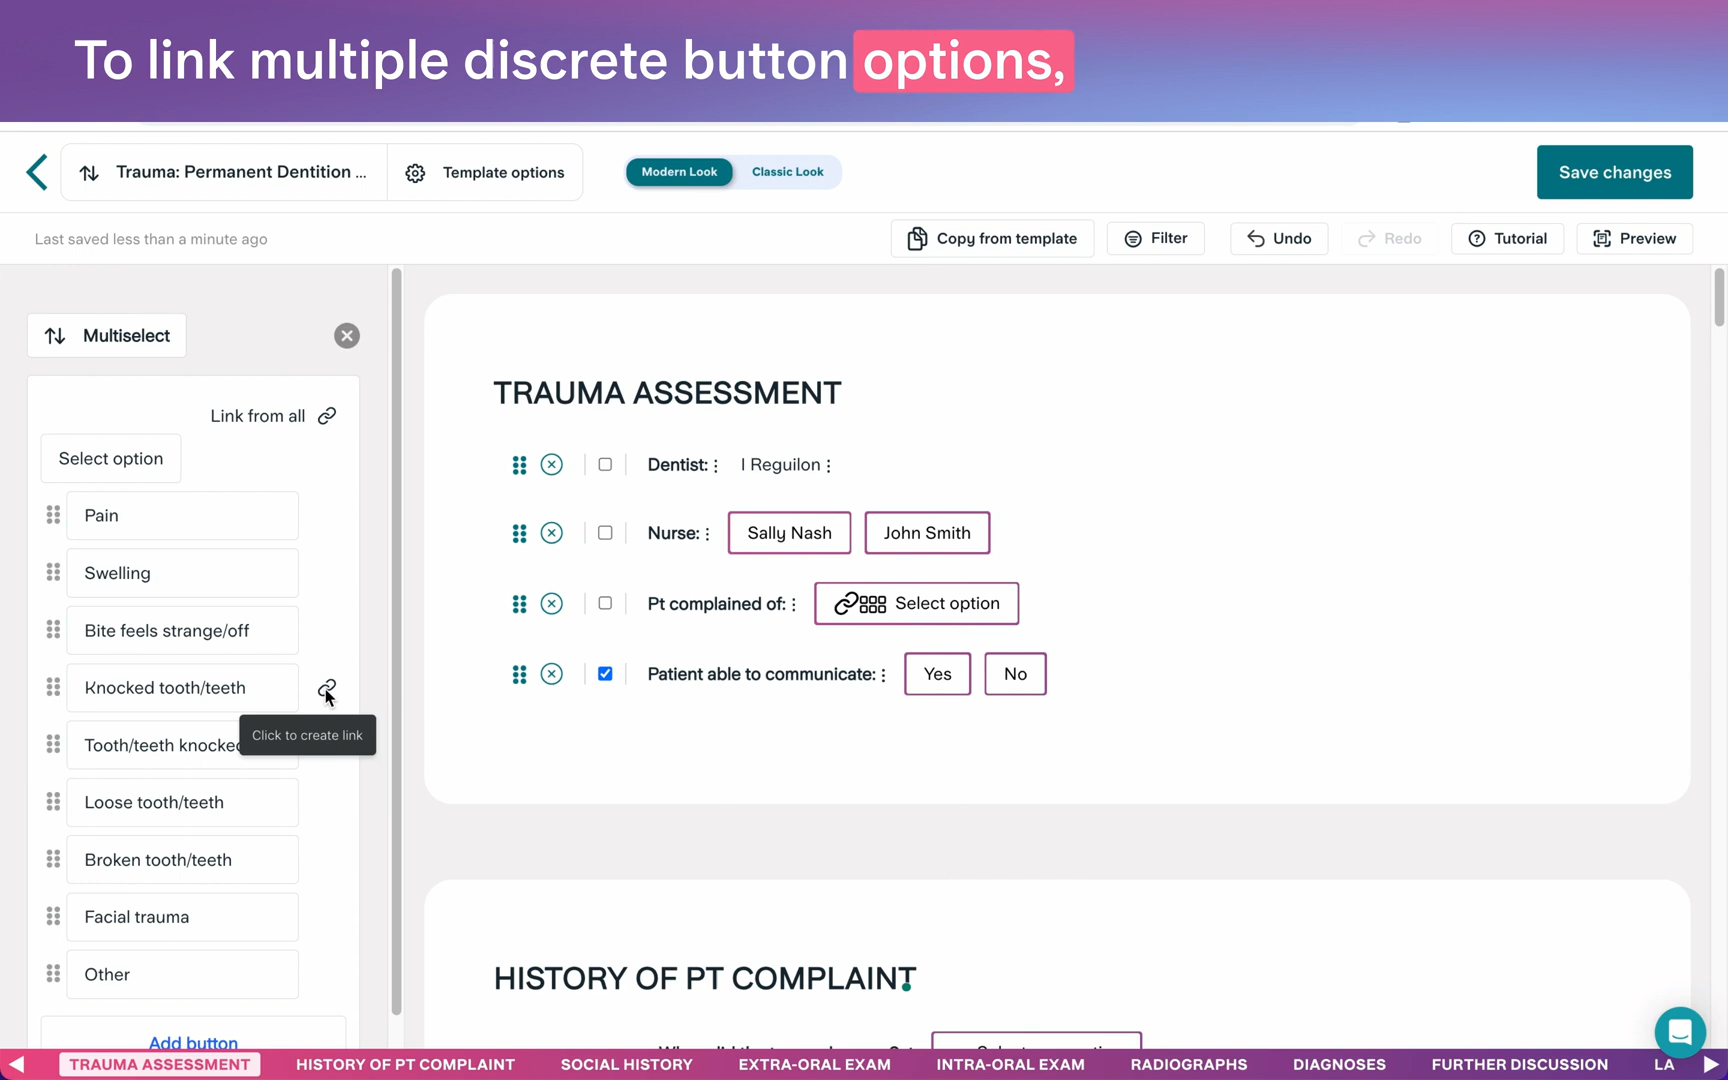 To link multiple discrete button options,
Trauma: Permanent Dentition ...
Template options
Modern Look
Classic Look
Save changes
Last saved less than a minute ago
Copy from template
Filter
Undo
Redo
Tutorial
Preview
Multiselect
Link from all
Select option
Pain
Swelling
Bite feels strange/off
Knocked tooth/teeth
Click to create link
Tooth/teeth knocked
Loose tooth/teeth
Broken tooth/teeth
Facial trauma
Other
Add button
TRAUMA ASSESSMENT
Dentist: I Reguilon
Nurse: Sally Nash John Smith
Pt complained of: Select option
Patient able to communicate: Yes No
HISTORY OF PT COMPLAINT
TRAUMA ASSESSMENT HISTORY OF PT COMPLAINT SOCIAL HISTORY EXTRA-ORAL EXAM INTRA-ORAL EXAM RADIOGRAPHS DIAGNOSES FURTHER DISCUSSION LA